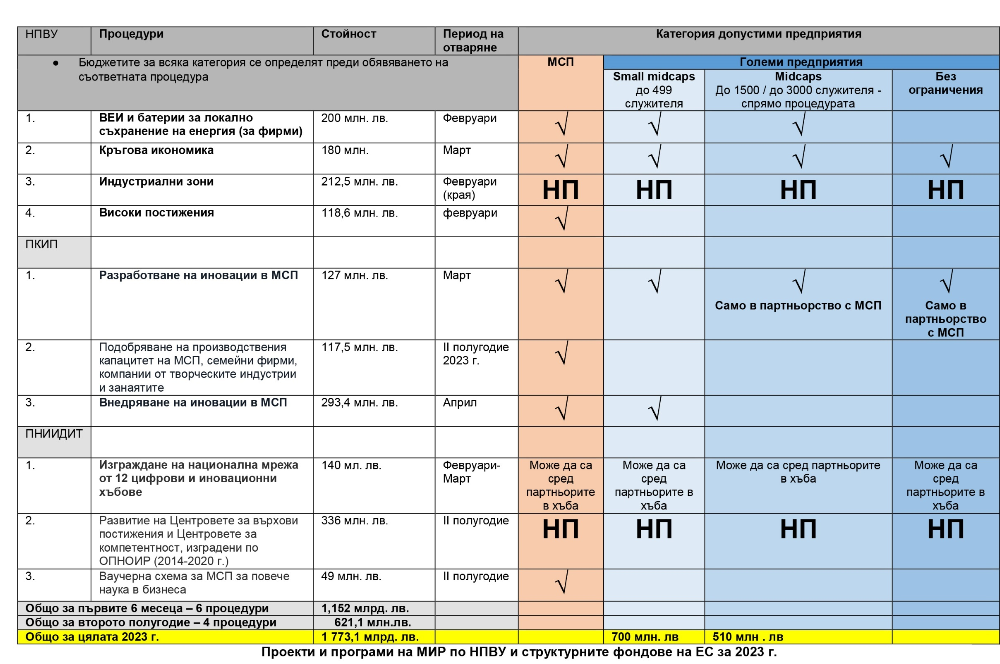 НПВУ Процедури Стойност Период на Категория допустими предприятия
отваряне
● Бюджетите за всяка категория се определят преди обявяването на МСП Големи предприятия
съответната процедура
Small midcaps Midcaps Без
до 499 До 1500 / до 3000 служителя - ограничения
служителя спрямо процедурата
1. ВЕИ и батерии за локално 200 млн. лв. Февруари √ √ √
съхранение на енергия (за фирми)
2. Кръгова икономика 180 млн. Март √ √ √ √
3. Индустриални зони 212,5 млн. лв. Февруари НП НП НП НП
(края)
4. Високи постижения 118,6 млн. лв. февруари √
ПКИП
1. Разработване на иновации в МСП 127 млн. лв. Март √ √ √ √
Само в партньорство с МСП Само в
партньорство
с МСП
2. Подобряване на производствения 117,5 млн. лв. II полугодие √
капацитет на МСП, семейни фирми, 2023 г.
компании от творческите индустрии
и занаятите
3. Внедряване на иновации в МСП 293,4 млн. лв. Април √ √
ПНИИДИТ
1. Изграждане на национална мрежа 140 мл. лв. Февруари- Може да са Може да са Може да са сред партньорите Може да са
от 12 цифрови и иновационни Март сред сред в хъба сред
хъбове партньорите партньорите в партньорите в
в хъба хъба хъба
2. Развитие на Центровете за върхови 336 млн. лв. II полугодие НП НП НП НП
постижения и Центровете за
компетентност, изградени по
ОПНОИР (2014-2020 г.)
3. Ваучерна схема за МСП за повече 49 млн. лв. II полугодие √
наука в бизнеса
Общо за първите 6 месеца – 6 процедури 1,152 млрд. лв.
Общо за второто полугодие – 4 процедури 621,1 млн.лв.
Общо за цялата 2023 г. 1 773,1 млрд. лв. 700 млн. лв 510 млн . лв
Проекти и програми на МИР по НПВУ и структурните фондове на ЕС за 2023 г.